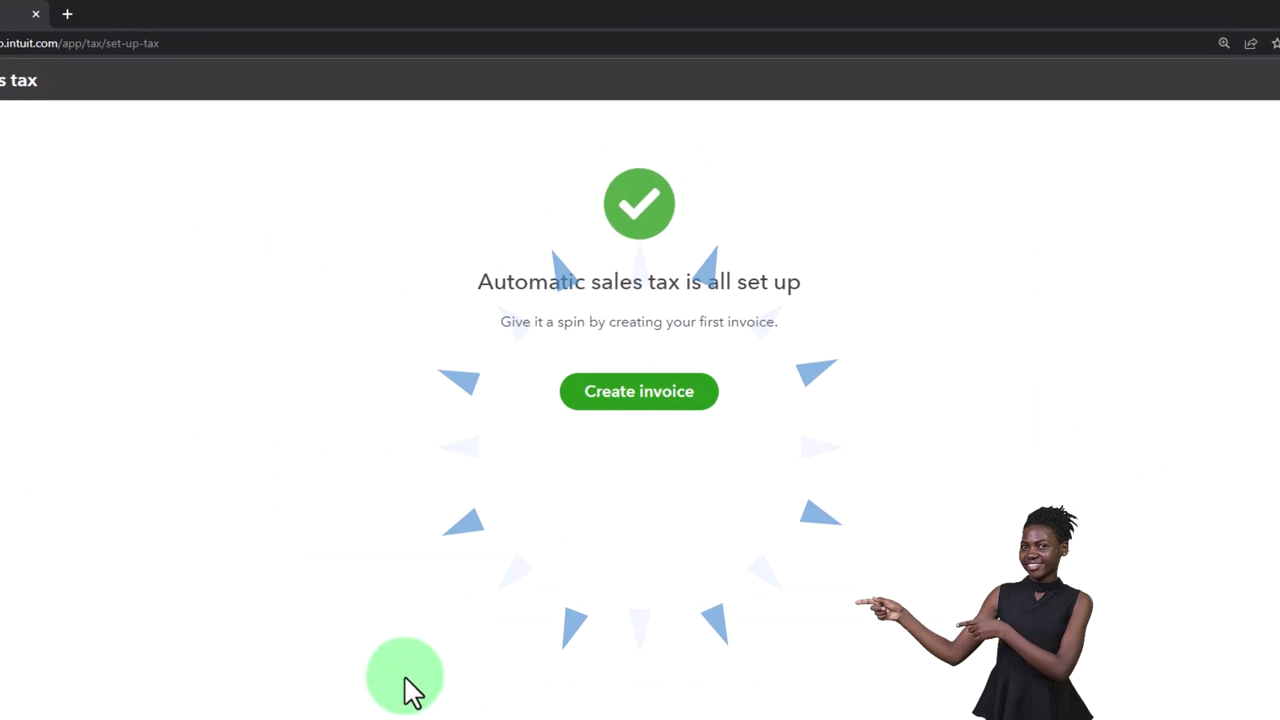 o.intuit.com/app/tax/set-up-tax
s tax
Automatic sales tax is all set up
Give it a spin by creating your first invoice.
Create invoice